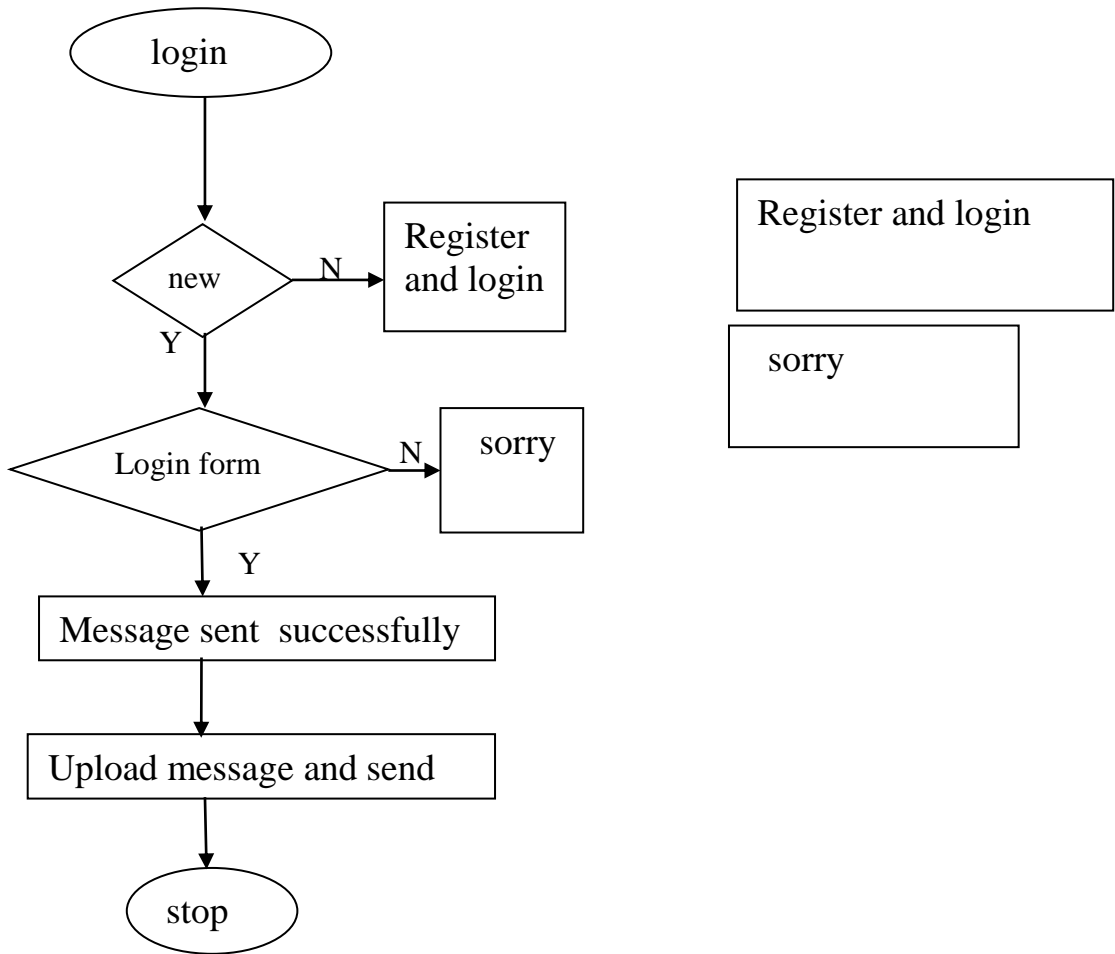 login
new
N
Register
and login
Y
Login form
N
sorry
Y
Message sent  successfully
Upload message and send
stop
Register and login
sorry